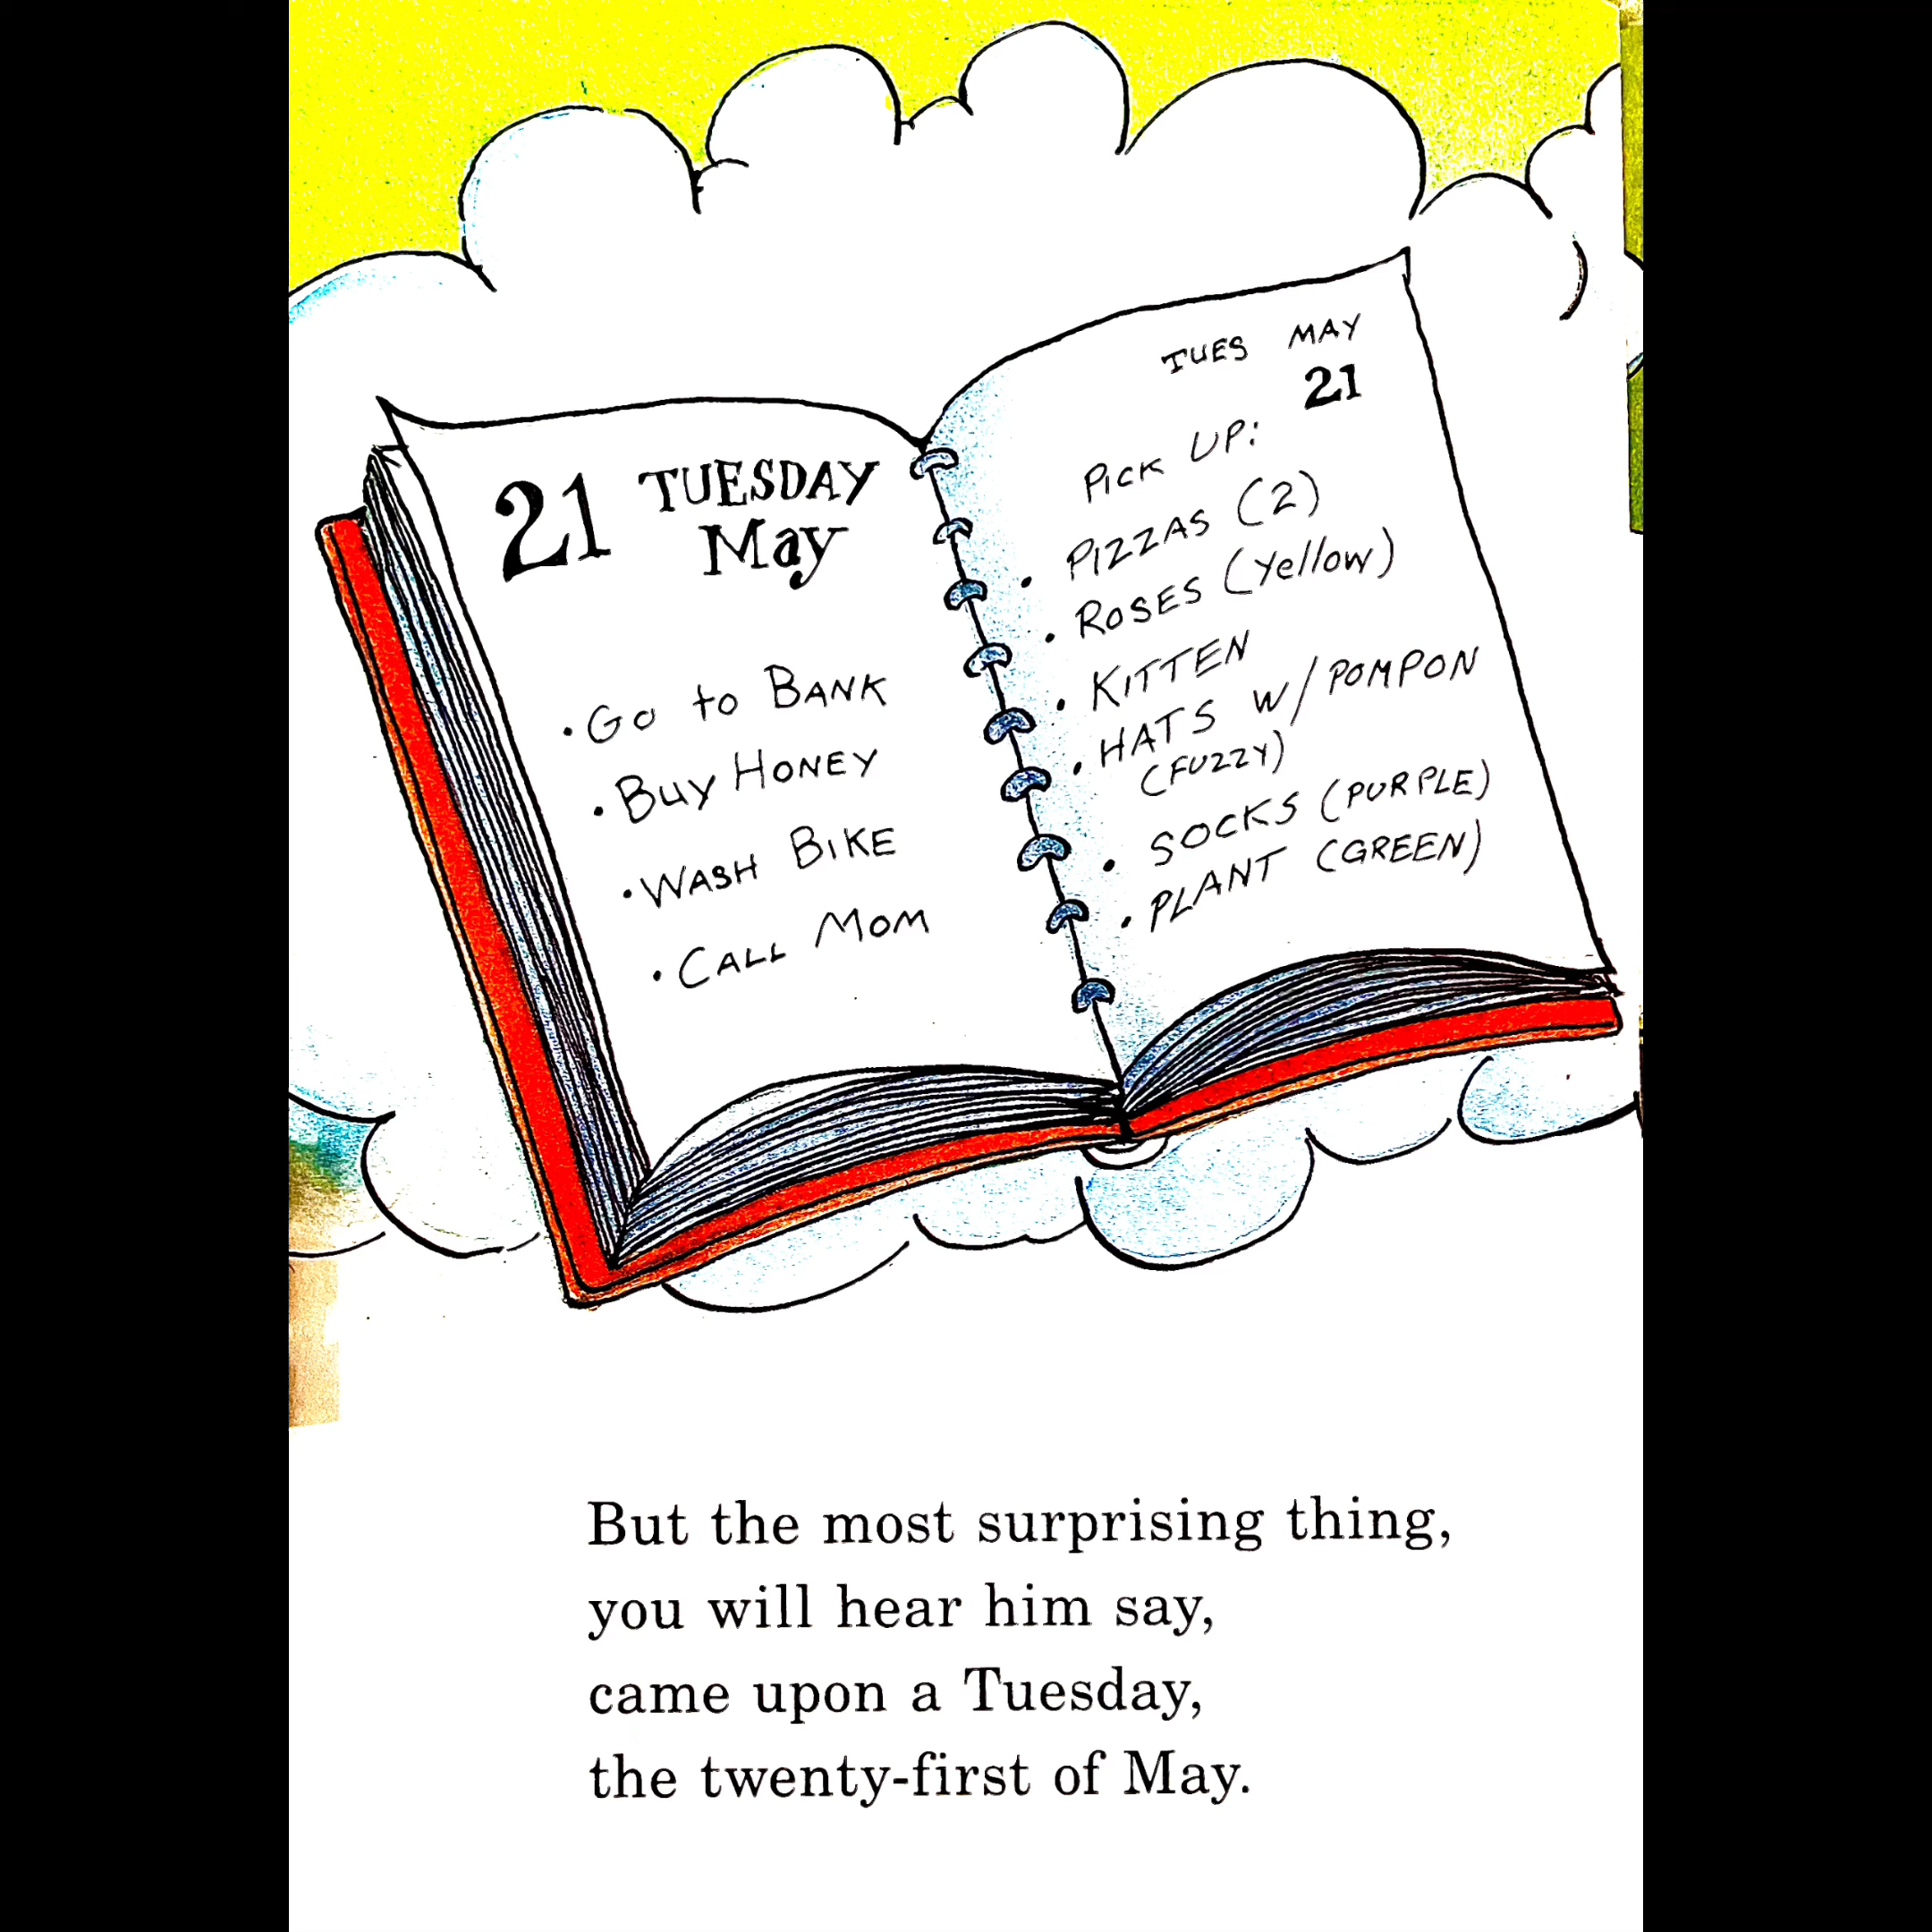 21 TUESDAY
May
• Go to BANK
• BUY HONEY
• WASH BIKE
• CALL MOM
TUES MAY
21
PICK UP:
• PIZZAS (2)
• ROSES (Yellow)
• KITTEN
• HATS W/ POMPON
(FUZZY)
• SOCKS (PURPLE)
• PLANT (GREEN)
But the most surprising thing,
you will hear him say,
came upon a Tuesday,
the twenty-first of May.